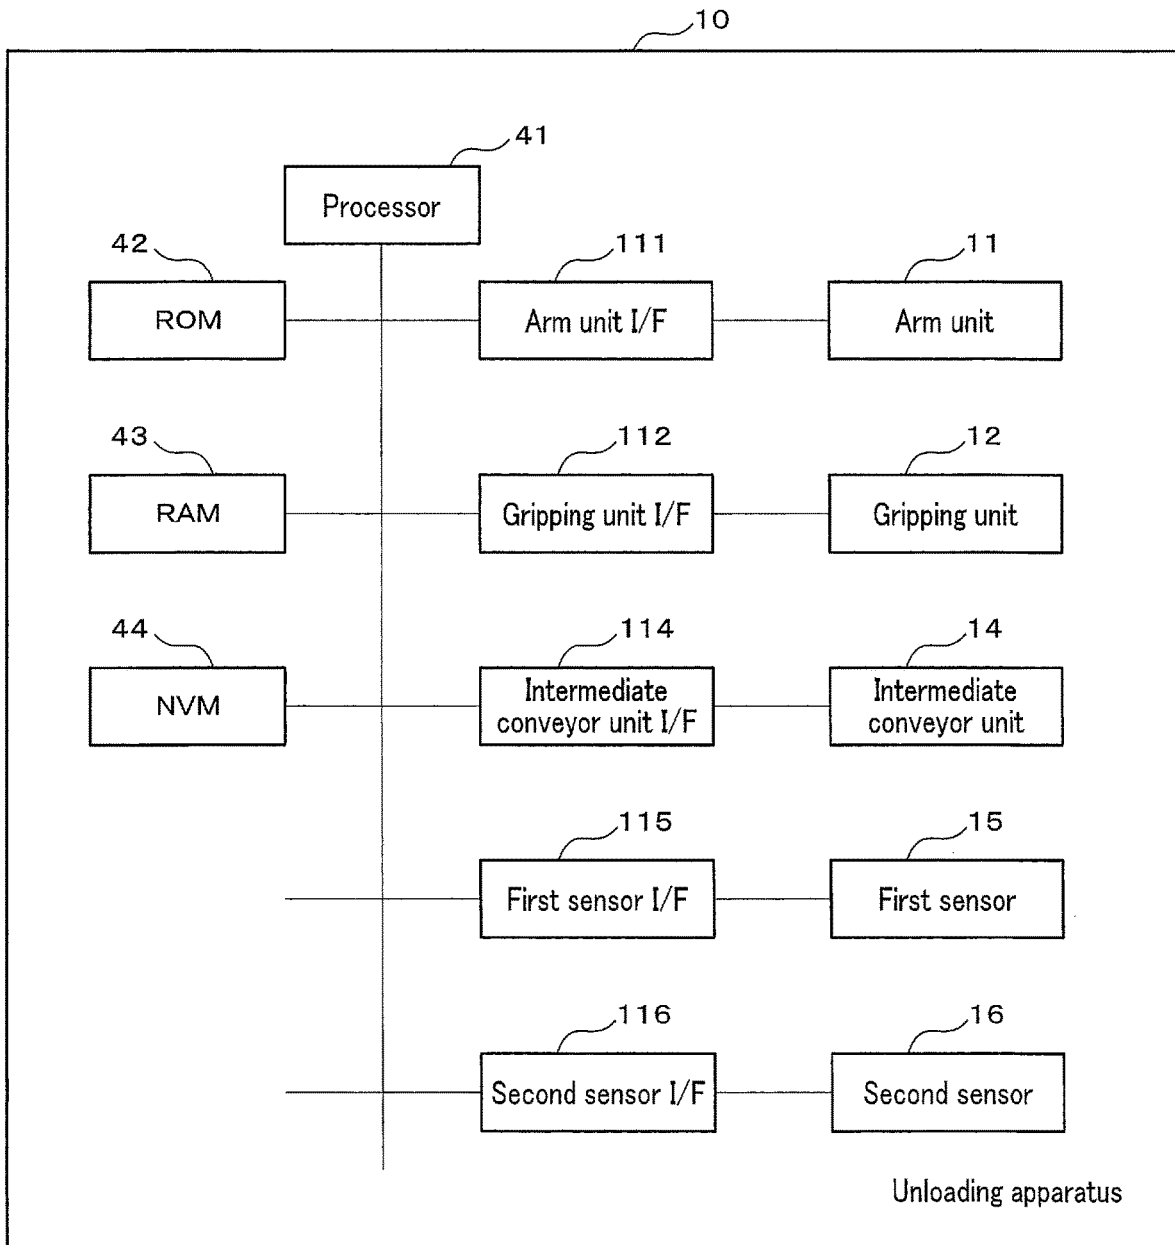 10
41
Processor
42
111
11
ROM
Arm unit I/F
Arm unit
43
112
12
RAM
Gripping unit I/F
Gripping unit
44
114
14
NVM
Intermediate
conveyor unit I/F
Intermediate
conveyor unit
115
15
First sensor I/F
First sensor
116
16
Second sensor I/F
Second sensor
Unloading apparatus